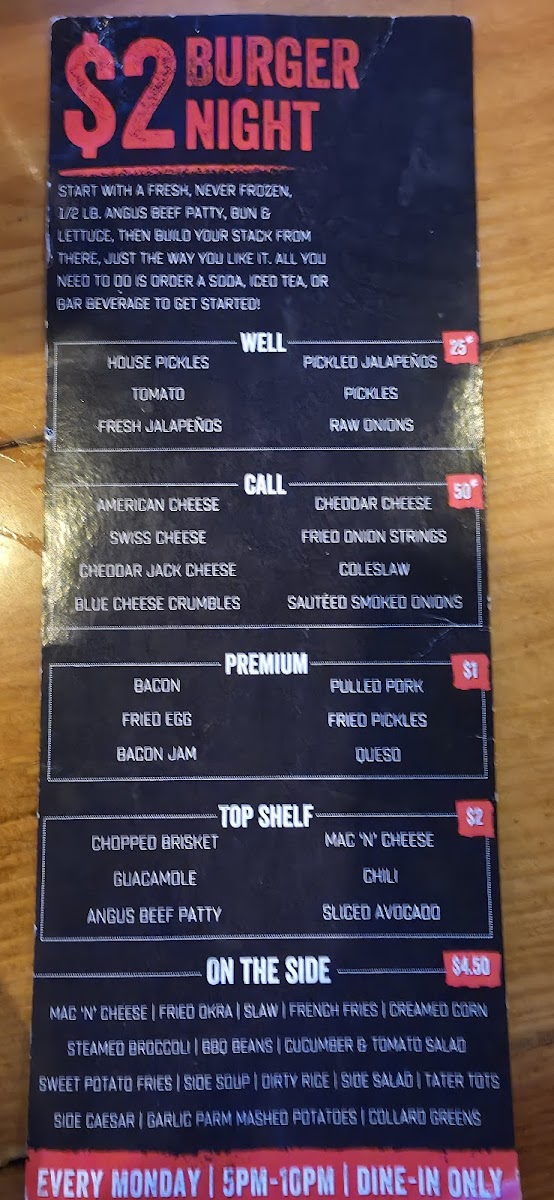 $2 BURGER
NIGHT
START WITH A FRESH, NEVER FROZEN,
1/2 LB. ANGUS BEEF PATTY, BUN &
LETTUCE, THEN BUILD YOUR STACK FROM
THERE, JUST THE WAY YOU LIKE IT. ALL YOU
NEED TO DO IS ORDER A SODA, ICED TEA, OR
BAR BEVERAGE TO GET STARTED!
WELL 25¢
HOUSE PICKLES PICKLED JALAPEÑOS
TOMATO PICKLES
FRESH JALAPEÑOS RAW ONIONS
CALL 50¢
AMERICAN CHEESE CHEDDAR CHEESE
SWISS CHEESE FRIED ONION STRINGS
CHEDDAR JACK CHEESE COLESLAW
BLUE CHEESE CRUMBLES SAUTÉED SMOKED ONIONS
PREMIUM $1
BACON PULLED PORK
FRIED EGG FRIED PICKLES
BACON JAM QUESO
TOP SHELF $2
CHOPPED BRISKET MAC 'N' CHEESE
GUACAMOLE CHILI
ANGUS BEEF PATTY SLICED AVOCADO
ON THE SIDE $4.50
MAC 'N' CHEESE | FRIED OKRA | SLAW | FRENCH FRIES | CREAMED CORN
STEAMED BROCCOLI | BBQ BEANS | CUCUMBER & TOMATO SALAD
SWEET POTATO FRIES | SIDE SOUP | DIRTY RICE | SIDE SALAD | TATER TOTS
SIDE CAESAR | GARLIC PARM MASHED POTATOES | COLLARD GREENS
EVERY MONDAY | 5PM-10PM | DINE-IN ONLY